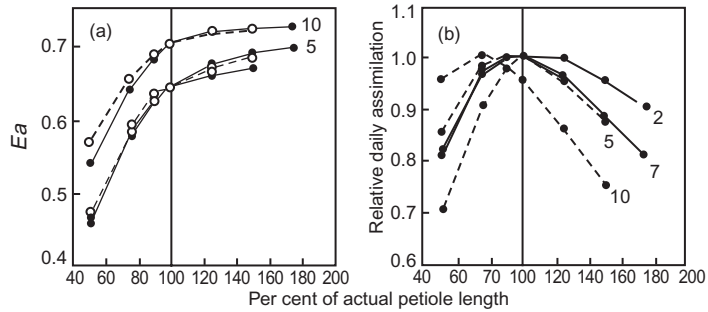 (a)
10
5
0.7
0.6
0.5
0.4
Ea
40 60 80 100 120 140 160 180 200
(b)
1.1
1.0
0.9
0.8
0.7
0.6
Relative daily assimilation
2
5
7
10
40 60 80 100 120 140 160 180 200
Per cent of actual petiole length